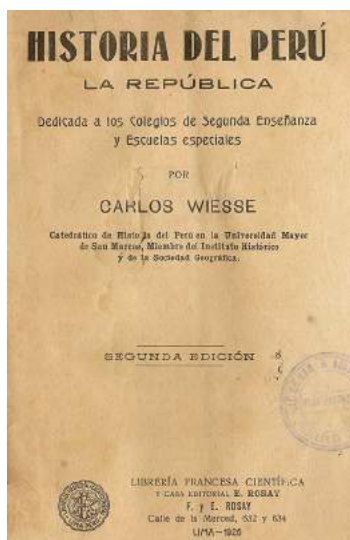 HISTORIA DEL PERÚ
LA REPÚBLICA
Dedicada a los Colegios de Segunda Enseñanza
y Escuelas especiales
POR
CARLOS WIESSE
Catedrático de Historia del Perú en la Universidad Mayor
de San Marcos, Miembro del Instituto Histórico
y de la Sociedad Geográfica.
SEGUNDA EDICIÓN
LIBRERÍA FRANCESA CIENTÍFICA
Y CASA EDITORIAL E. ROSAY
F. y E. ROSAY
Calle de la Merced, 632 y 634
LIMA—1926